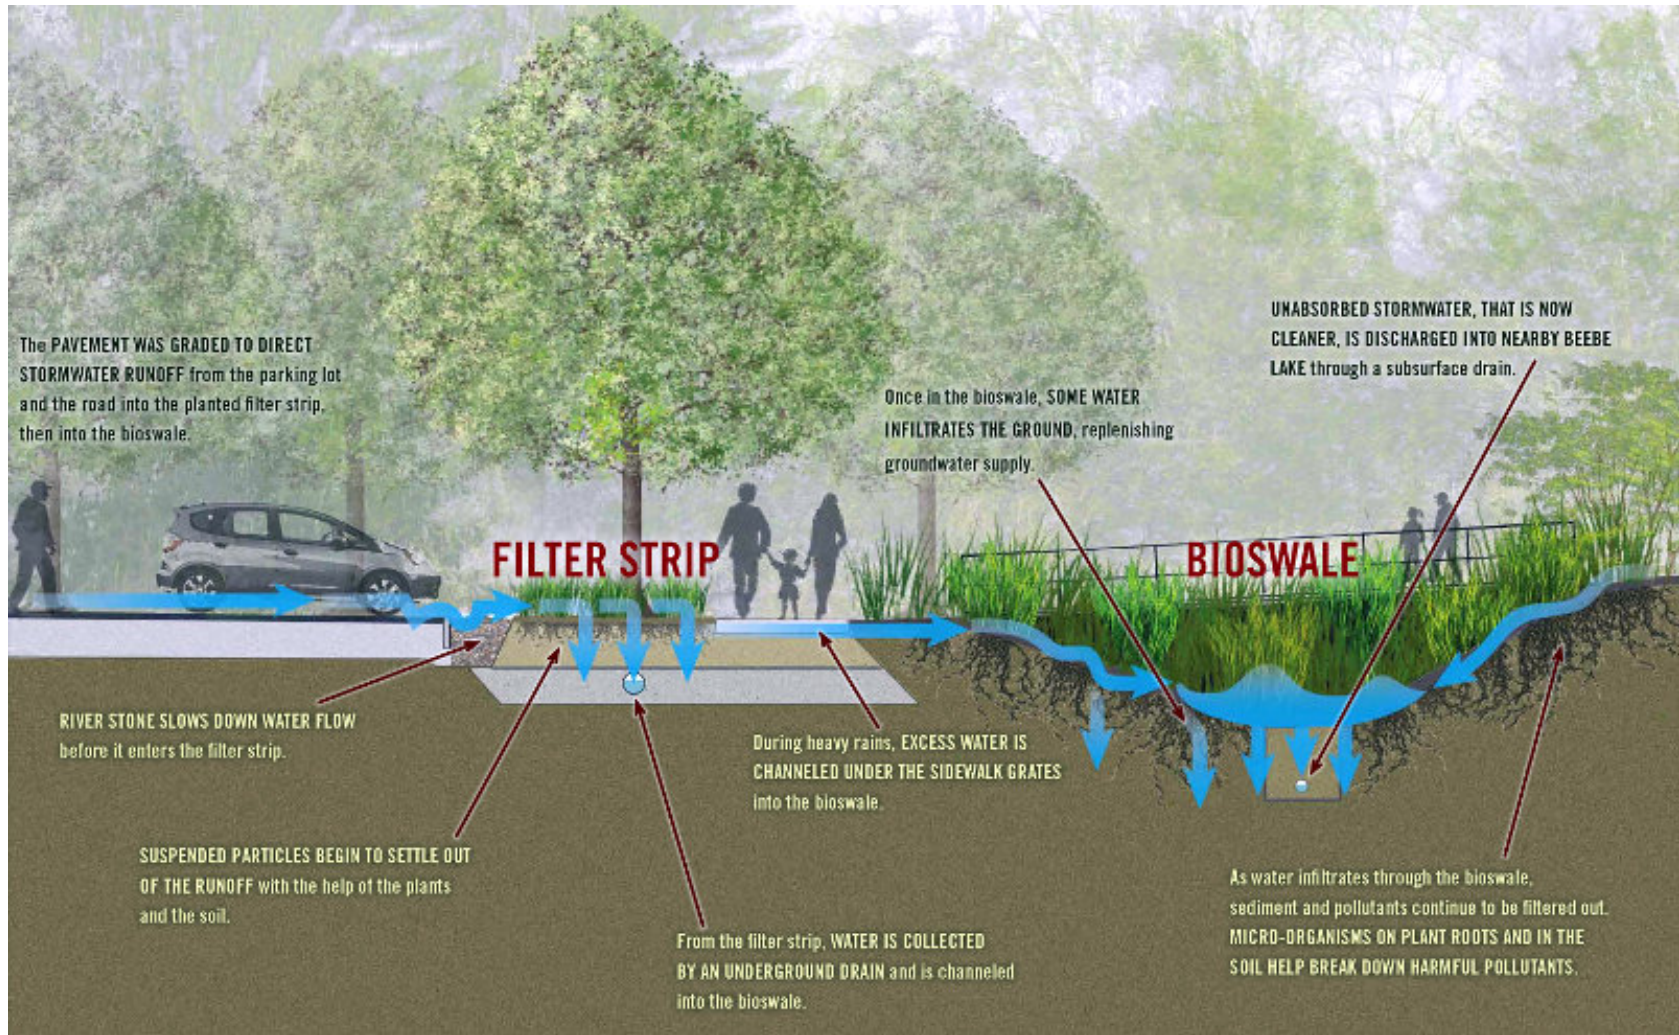 The PAVEMENT WAS GRADED TO DIRECT
STORMWATER RUNOFF from the parking lot
and the road into the planted filter strip,
then into the bioswale.
UNABSORBED STORMWATER, THAT IS NOW
CLEANER, IS DISCHARGED INTO NEARBY BEEBE
LAKE through a subsurface drain.
Once in the bioswale, SOME WATER
INFILTRATES THE GROUND, replenishing
groundwater supply.
FILTER STRIP
BIOSWALE
RIVER STONE SLOWS DOWN WATER FLOW
before it enters the filter strip.
During heavy rains, EXCESS WATER IS
CHANNELED UNDER THE SIDEWALK GRATES
into the bioswale.
SUSPENDED PARTICLES BEGIN TO SETTLE OUT
OF THE RUNOFF with the help of the plants
and the soil.
From the filter strip, WATER IS COLLECTED
BY AN UNDERGROUND DRAIN and is channeled
into the bioswale.
As water infiltrates through the bioswale,
sediment and pollutants continue to be filtered out.
MICRO-ORGANISMS ON PLANT ROOTS AND IN THE
SOIL HELP BREAK DOWN HARMFUL POLLUTANTS.